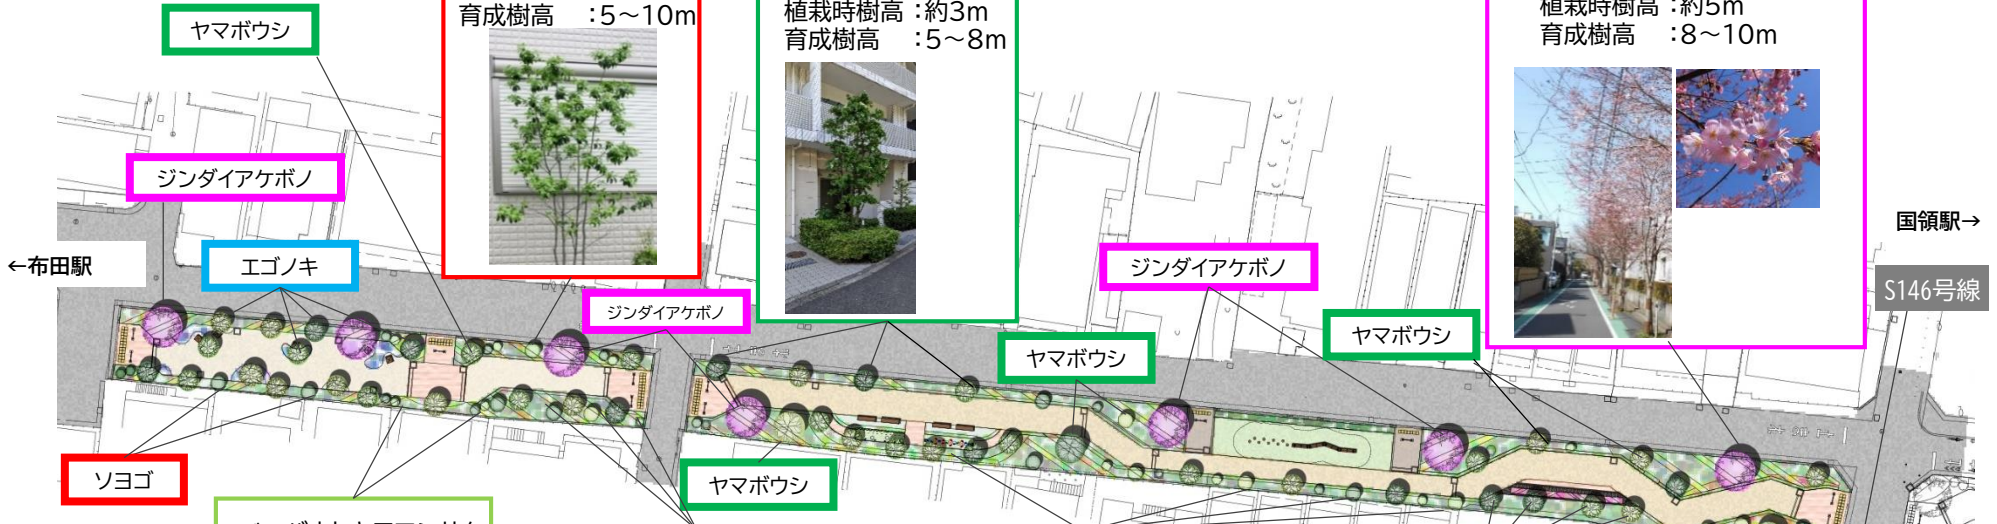 ヤマボウシ
育成樹高　:5～10m
植栽時樹高:約3m
育成樹高　:5～8m
植栽時樹高:約5m
育成樹高　:8～10m
ジンダイアケボノ
←布田駅
エゴノキ
ジンダイアケボノ
ジンダイアケボノ
国領駅→
S146号線
ヤマボウシ
ヤマボウシ
ソヨゴ
ヤマボウシ